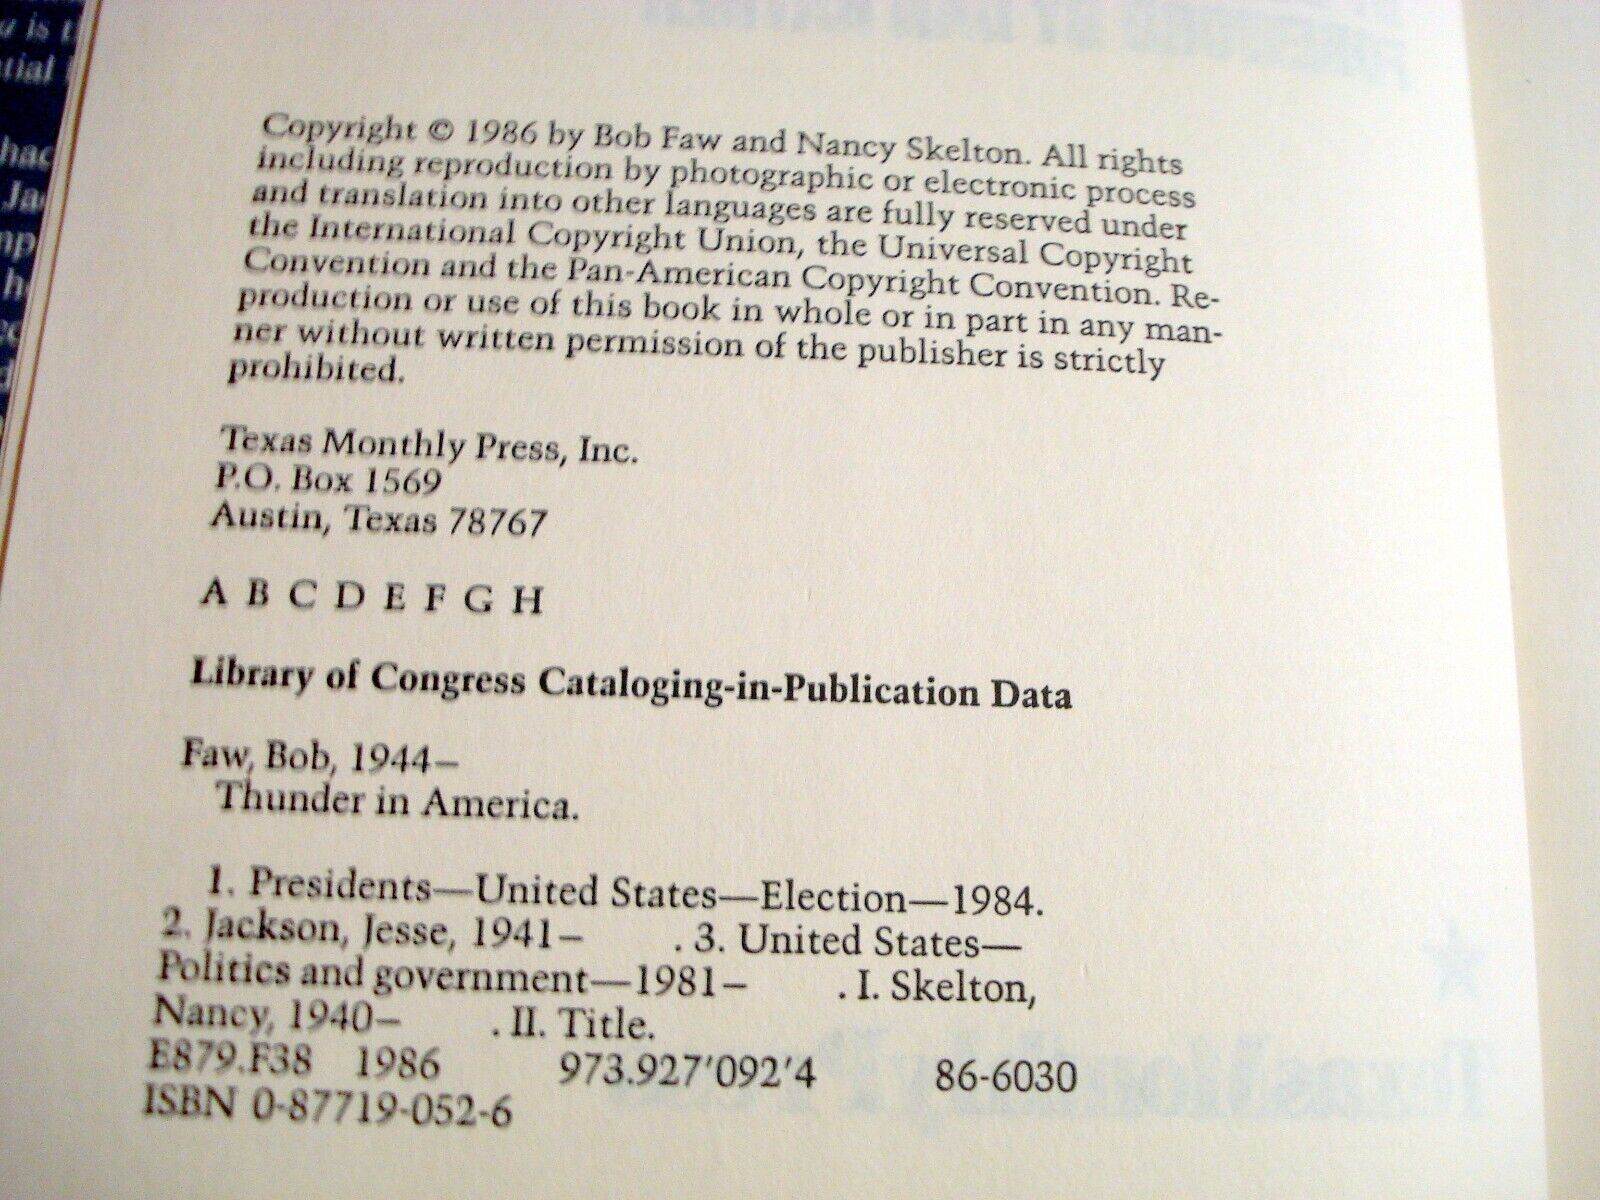 a is t
tial
hac
Ja
mp
h
Copyright © 1986 by Bob Faw and Nancy Skelton. All rights
including reproduction by photographic or electronic process
and translation into other languages are fully reserved under
the International Copyright Union, the Universal Copyright
Convention and the Pan-American Copyright Convention. Re-
production or use of this book in whole or in part in any man-
ner without written permission of the publisher is strictly
prohibited.
Texas Monthly Press, Inc.
P.O. Box 1569
Austin, Texas 78767
A B C D E F G H
Library of Congress Cataloging-in-Publication Data
Faw, Bob, 1944–
Thunder in America.
1. Presidents—United States—Election—1984.
2. Jackson, Jesse, 1941– . 3. United States—
Politics and government—1981– . I. Skelton,
Nancy, 1940– . II. Title.
E879.F38 1986 973.927'092'4 86-6030
ISBN 0-87719-052-6